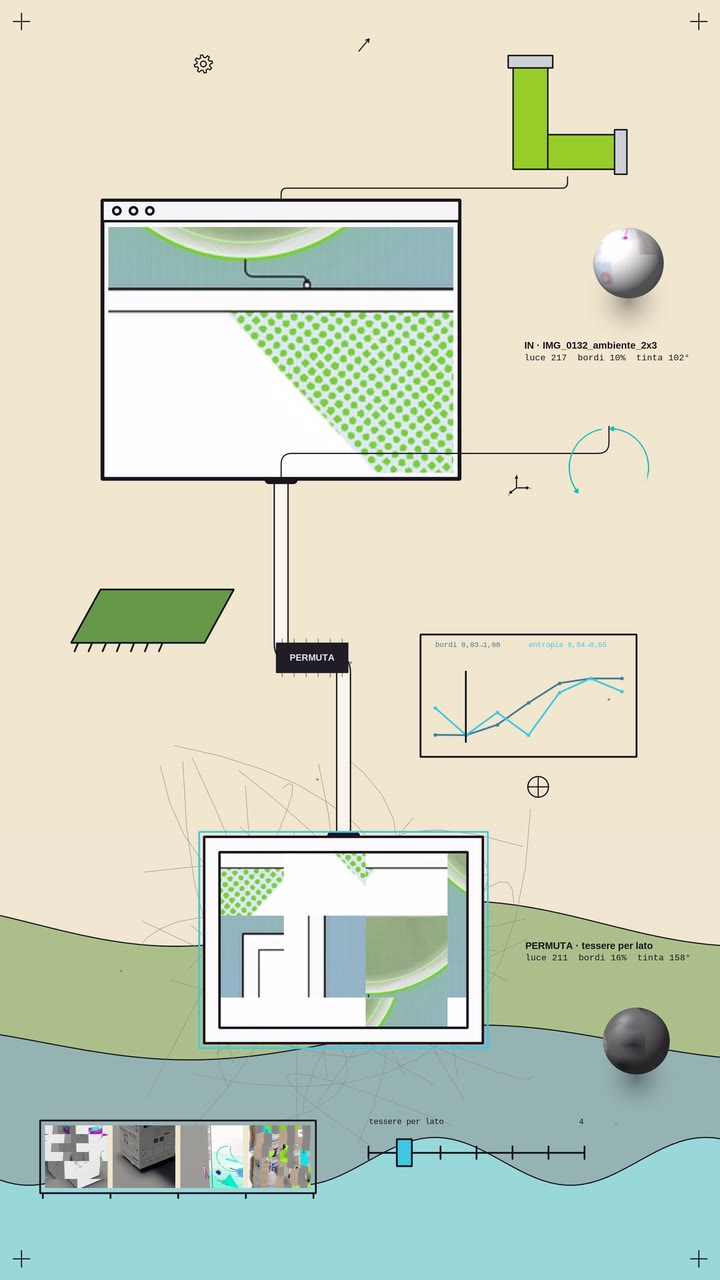 IN · IMG_0132_ambiente_2x3
luce 217  bordi 10%  tinta 102°
PERMUTA
bordi 0,83→1,00  entropia 0,54→0,65
PERMUTA · tessere per lato
luce 211  bordi 16%  tinta 158°
tessere per lato  4